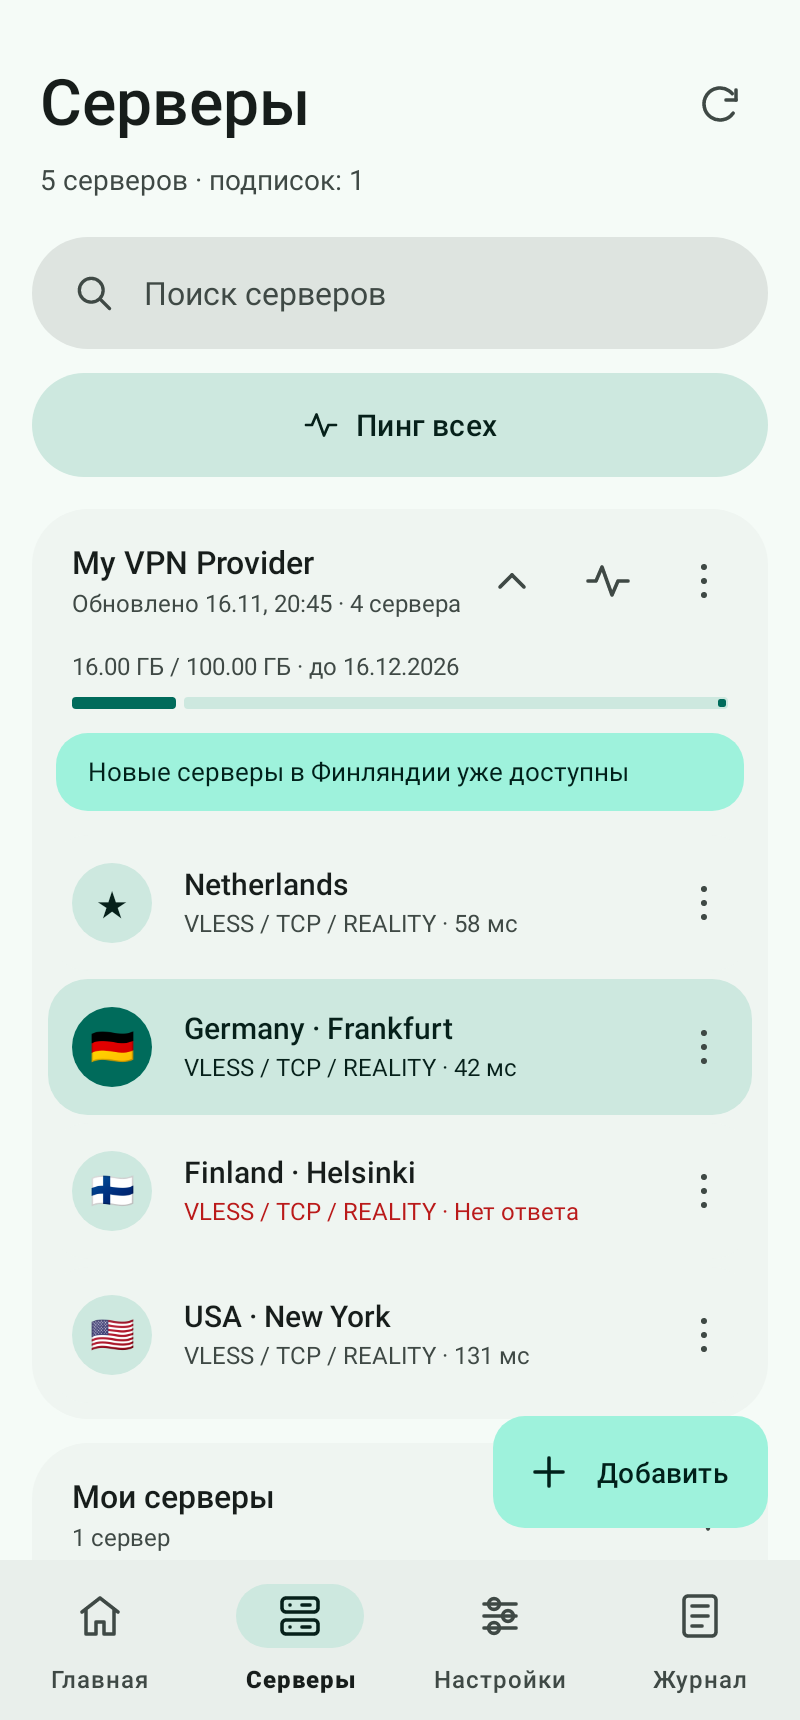 Серверы
5 серверов · подписок: 1
Поиск серверов
Пинг всех
My VPN Provider
Обновлено 16.11, 20:45 · 4 сервера
16.00 ГБ / 100.00 ГБ · до 16.12.2026
Новые серверы в Финляндии уже доступны
Netherlands
VLESS / TCP / REALITY · 58 мс
Germany · Frankfurt
VLESS / TCP / REALITY · 42 мс
Finland · Helsinki
VLESS / TCP / REALITY · Нет ответа
USA · New York
VLESS / TCP / REALITY · 131 мс
Добавить
Мои серверы
1 сервер
Главная
Серверы
Настройки
Журнал